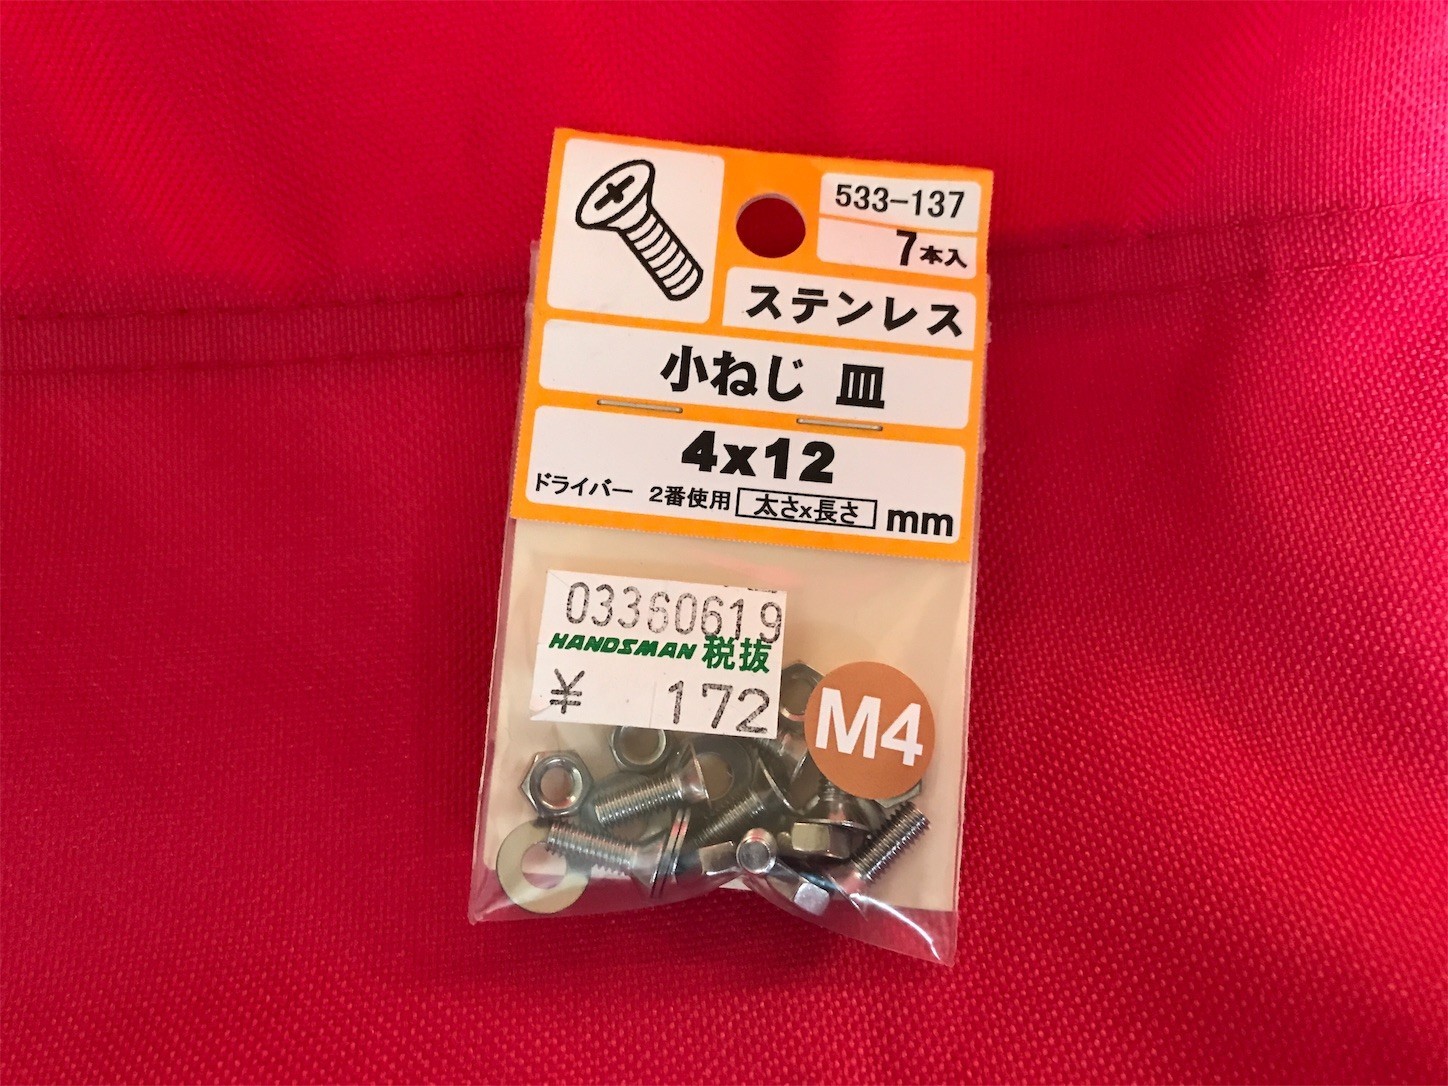 533-137
7本入
ステンレス
小ねじ 皿
4x12
ドライバー 2番使用 太さx長さ mm
03360619
HANDSMAN 税抜
¥ 172
M4